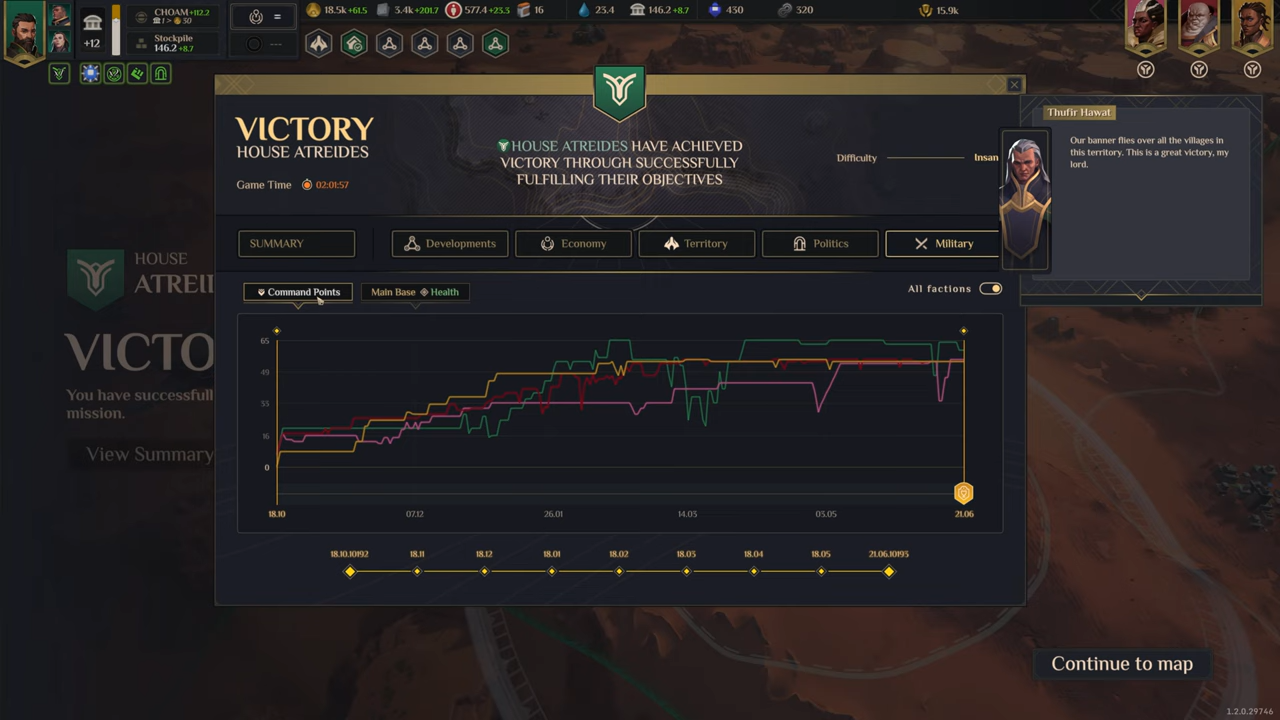 +12
CHOAM +112.2
1 > 50
Stockpile
146.2 +8.7
=
---
18.5k +61.5
3.4k +201.7
577.4 +23.3
16
23.4
146.2 +8.7
430
320
15.9k
VICTORY
HOUSE ATREIDES
Game Time 02:01:57
HOUSE ATREIDES HAVE ACHIEVED
VICTORY THROUGH SUCCESSFULLY
FULFILLING THEIR OBJECTIVES
Difficulty Insan
Thufir Hawat
Our banner flies over all the villages in
this territory. This is a great victory, my
lord.
SUMMARY
Developments
Economy
Territory
Politics
Military
Command Points
Main Base Health
All factions
65
49
33
16
0
18.10 07.12 26.01 14.03 03.05 21.06
18.10.10192 18.11 18.12 18.01 18.02 18.03 18.04 18.05 21.06.10193
HOUSE
ATREI
VICTO
You have successfull
mission.
View Summary
Continue to map
1.2.0.29746